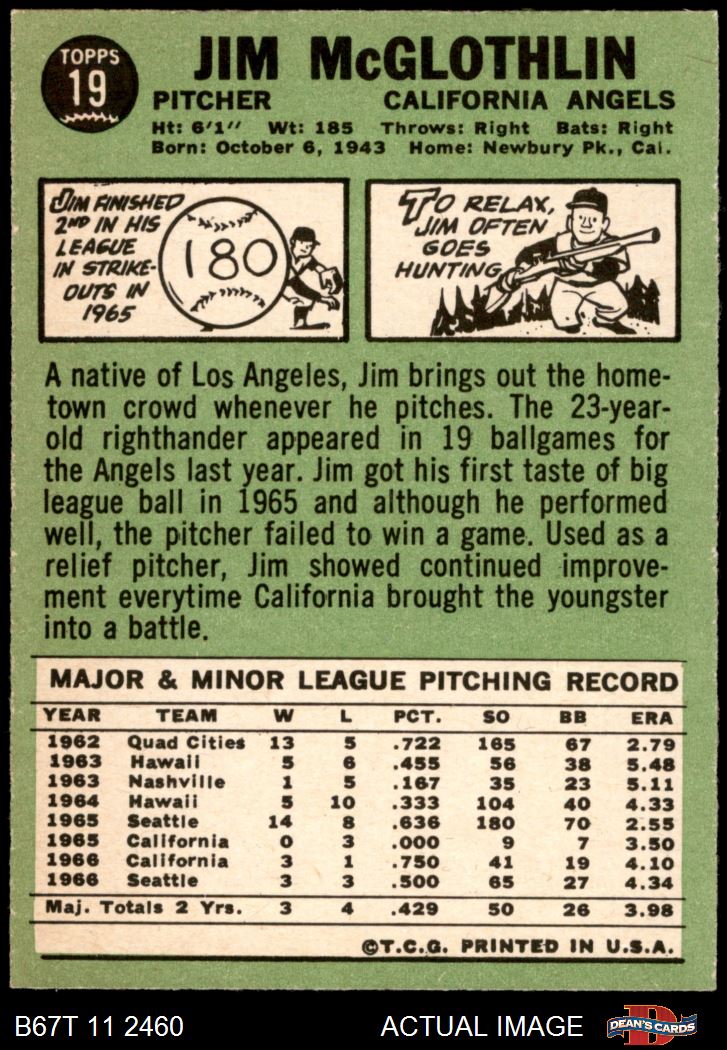 TOPPS
19
JIM McGLOTHLIN
PITCHER CALIFORNIA ANGELS
Ht: 6'1" Wt: 185 Throws: Right Bats: Right
Born: October 6, 1943 Home: Newbury Pk., Cal.
JIM FINISHED
2ND IN HIS
LEAGUE
IN STRIKE-
OUTS IN
1965
180
TO RELAX,
JIM OFTEN
GOES
HUNTING
A native of Los Angeles, Jim brings out the home-
town crowd whenever he pitches. The 23-year-
old righthander appeared in 19 ballgames for
the Angels last year. Jim got his first taste of big
league ball in 1965 and although he performed
well, the pitcher failed to win a game. Used as a
relief pitcher, Jim showed continued improve-
ment everytime California brought the youngster
into a battle.
MAJOR & MINOR LEAGUE PITCHING RECORD
YEAR TEAM W L PCT. SO BB ERA
1962 Quad Cities 13 5 .722 165 67 2.79
1963 Hawaii 5 6 .455 56 38 5.48
1963 Nashville 1 5 .167 35 23 5.11
1964 Hawaii 5 10 .333 104 40 4.33
1965 Seattle 14 8 .636 180 70 2.55
1965 California 0 3 .000 9 7 3.50
1966 California 3 1 .750 41 19 4.10
1966 Seattle 3 3 .500 65 27 4.34
Maj. Totals 2 Yrs. 3 4 .429 50 26 3.98
©T.C.G. PRINTED IN U.S.A.
B67T 11 2460 ACTUAL IMAGE DEAN'S CARDS